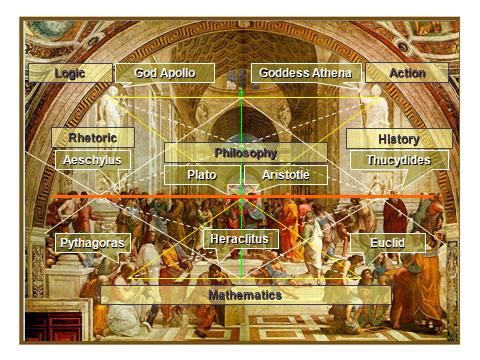 Logic
God Apollo
Goddess Athena
Action
Rhetoric
History
Aeschylus
Philosophy
Thucydides
Plato
Aristotle
Pythagoras
Heraclitus
Euclid
Mathematics